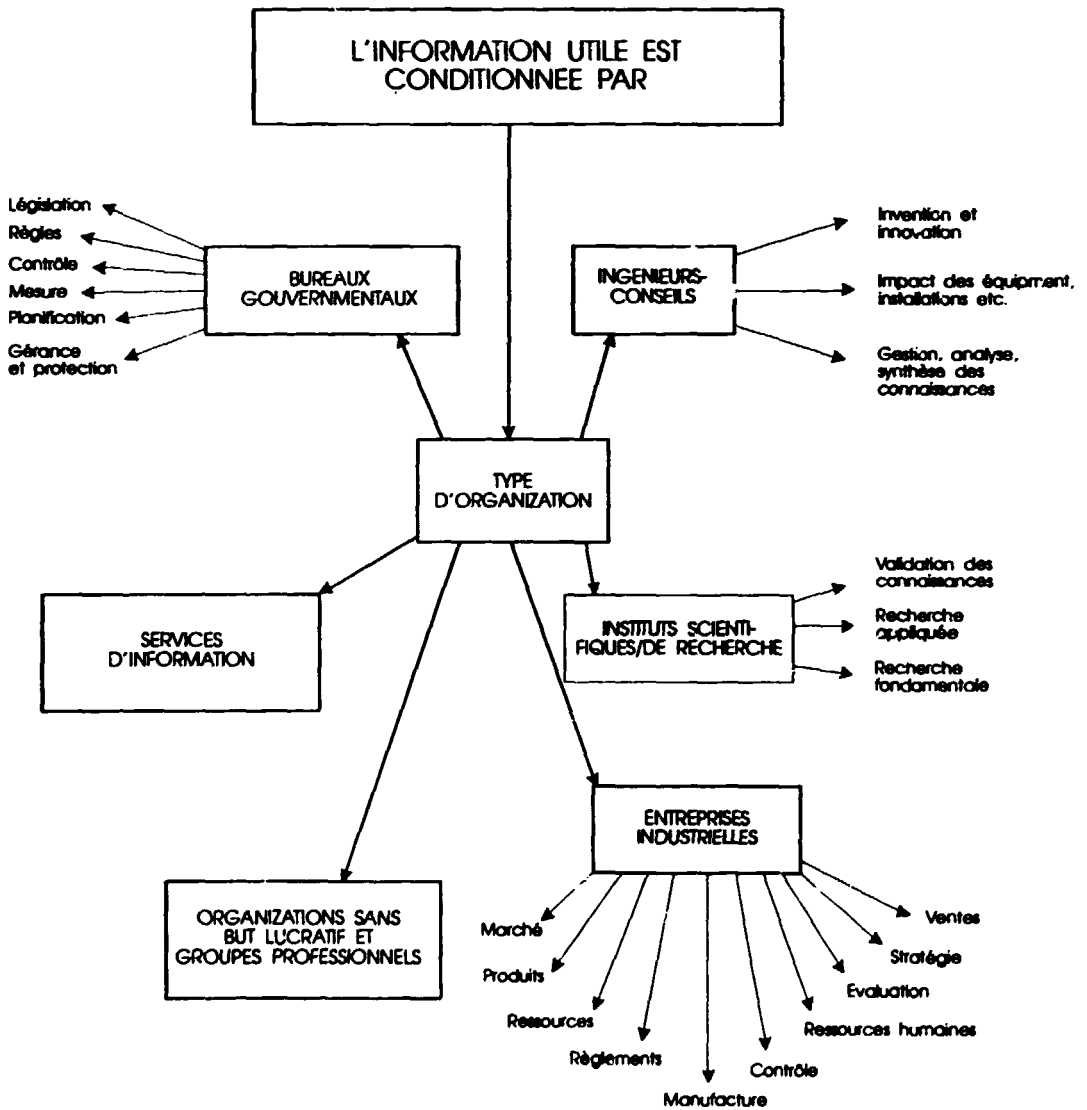 L'INFORMATION UTILE EST
CONDITIONNEE PAR
Législation
Règles
Contrôle
Mesure
Planification
Gérance
et protection
BUREAUX
GOUVERNMENTAUX
INGENIEURS-
CONSEILS
Invention et
innovation
Impact des équipment,
installations etc.
Gestion, analyse,
synthèse des
connaissances
TYPE
D'ORGANIZATION
SERVICES
D'INFORMATION
INSTITUTS SCIENTI-
FIQUES/DE RECHERCHE
Validation des
connaissances
Recherche
appliquée
Recherche
fondamentale
ENTREPRISES
INDUSTRIELLES
ORGANIZATIONS SANS
BUT LUCRATIF ET
GROUPES PROFESSIONNELS
Marché
Produits
Ressources
Règlements
Manufacture
Contrôle
Ressources humaines
Evaluation
Stratégie
Ventes